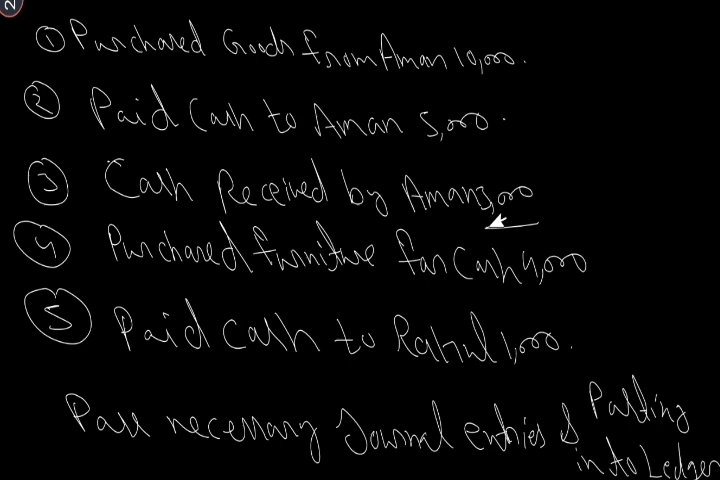 ① Purchased Goods from Aman 10,000.
② Paid Cash to Aman 5,000.
③ Cash Received by Aman 3,000
④ Purchased furniture for Cash 4,000
⑤ Paid cash to Rahul 1,000.
Pass necessary Journal entries & Posting
into Ledger